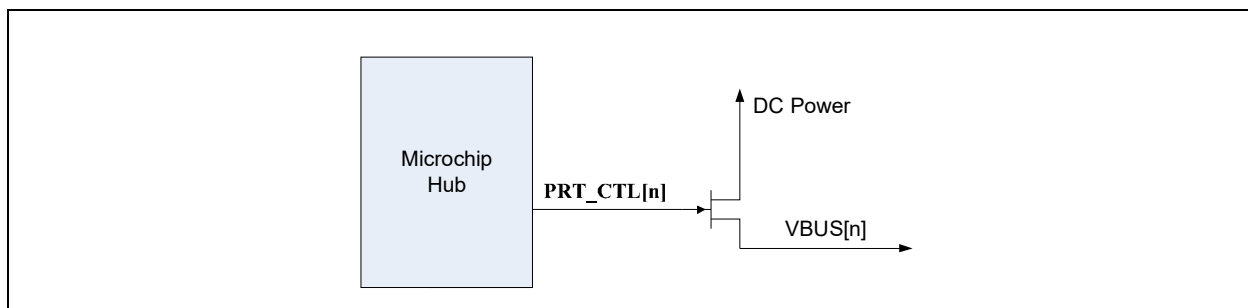 Microchip
Hub
PRT_CTL[n]
DC Power
VBUS[n]